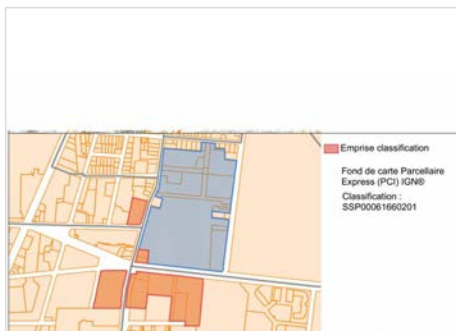 Emprise classification
Fond de carte Parcellaire
Express (PCI) IGN®
Classification :
SSP00061660201